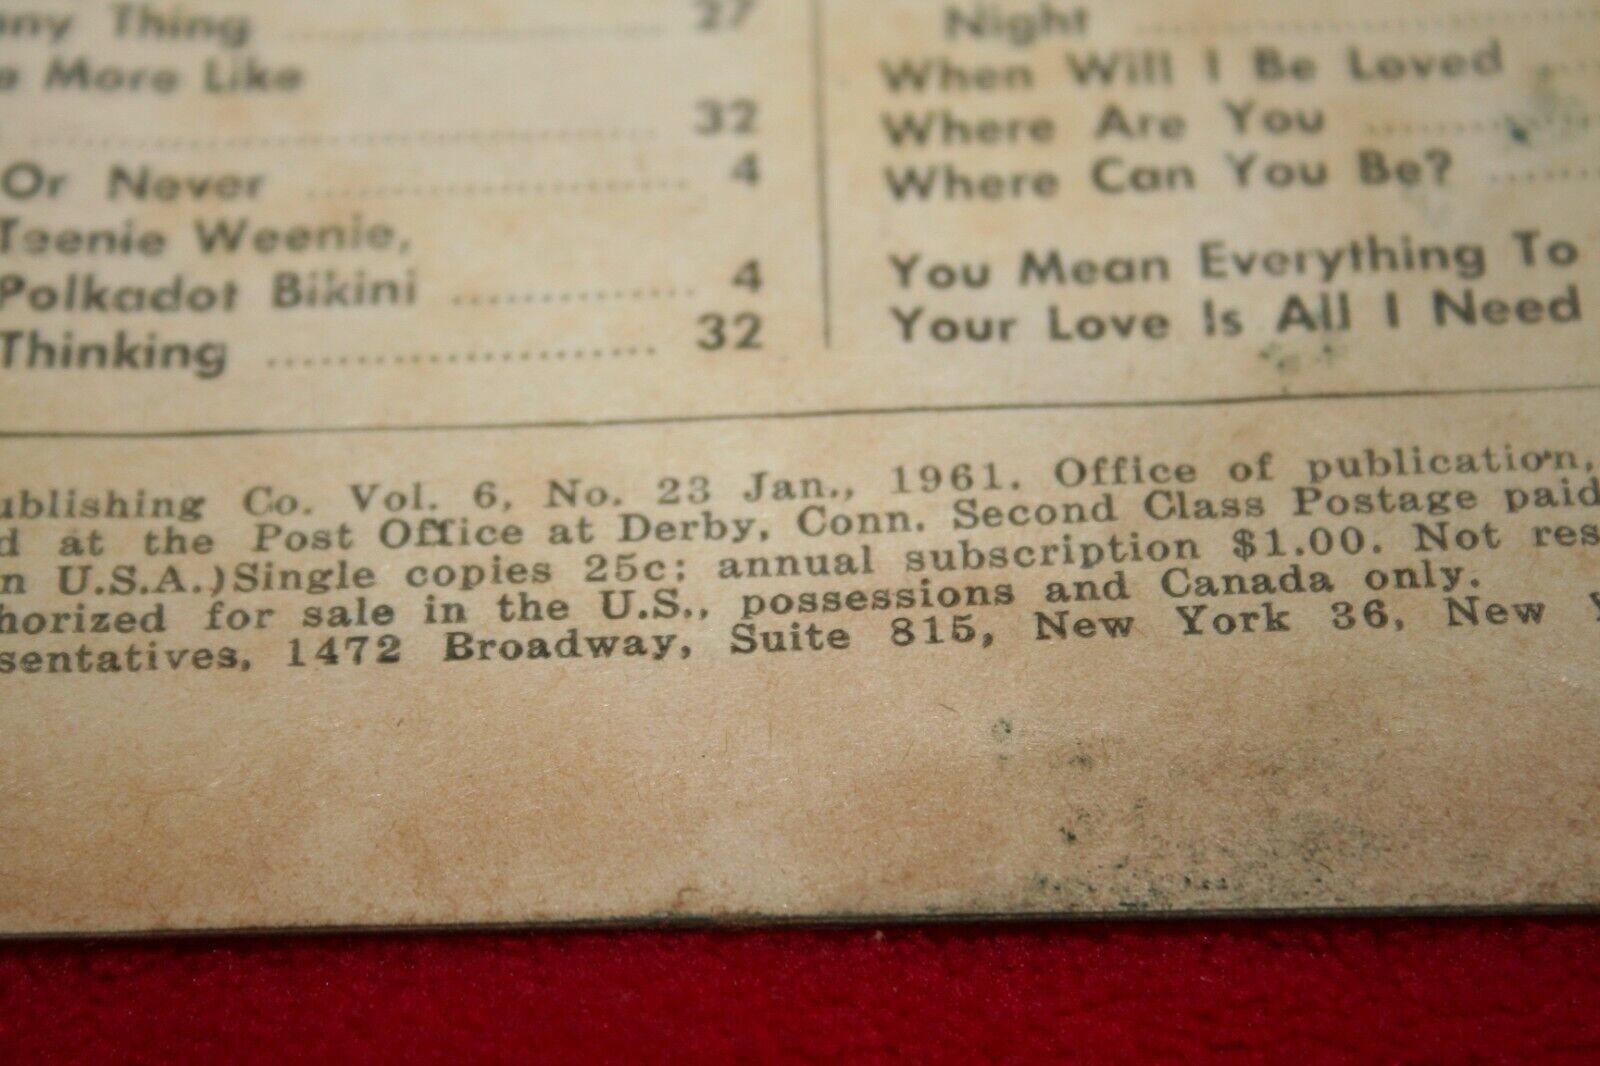 ny Thing 27
More Like
32
Or Never 4
Teenie Weenie,
Polkadot Bikini 4
Thinking 32
Night
When Will I Be Loved
Where Are You
Where Can You Be?
You Mean Everything To
Your Love Is All I Need
ublishing Co. Vol. 6, No. 23 Jan., 1961. Office of publication,
d at the Post Office at Derby, Conn. Second Class Postage paid
n U.S.A.) Single copies 25c; annual subscription $1.00. Not res
horized for sale in the U.S., possessions and Canada only.
sentatives, 1472 Broadway, Suite 815, New York 36, New Y